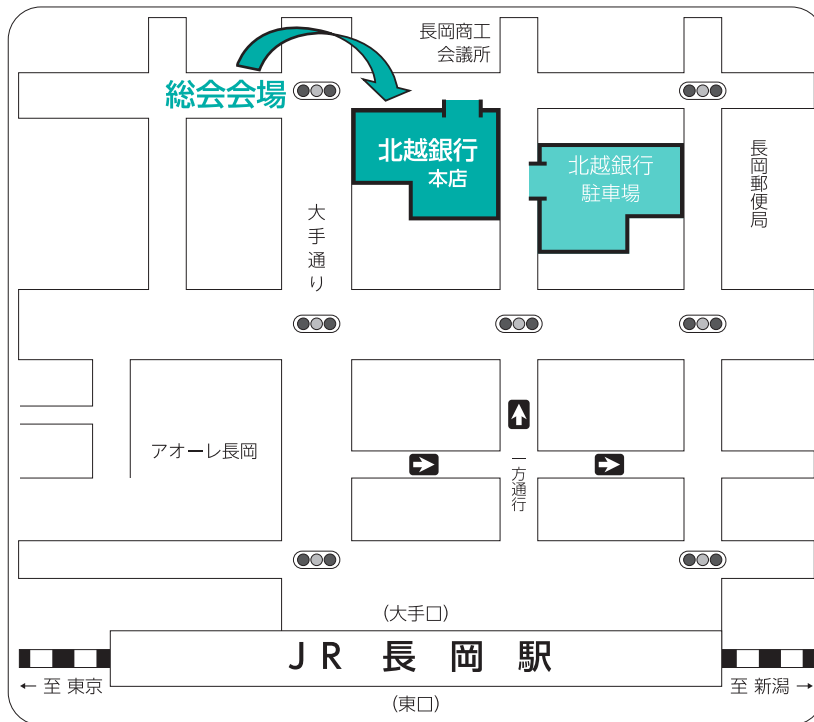 長岡商工
会議所
総会会場
北越銀行
本店
北越銀行
駐車場
長岡郵便局
大手通り
アオーレ長岡
一方通行
(大手口)
JR 長岡駅
← 至 東京
至 新潟 →
(東口)